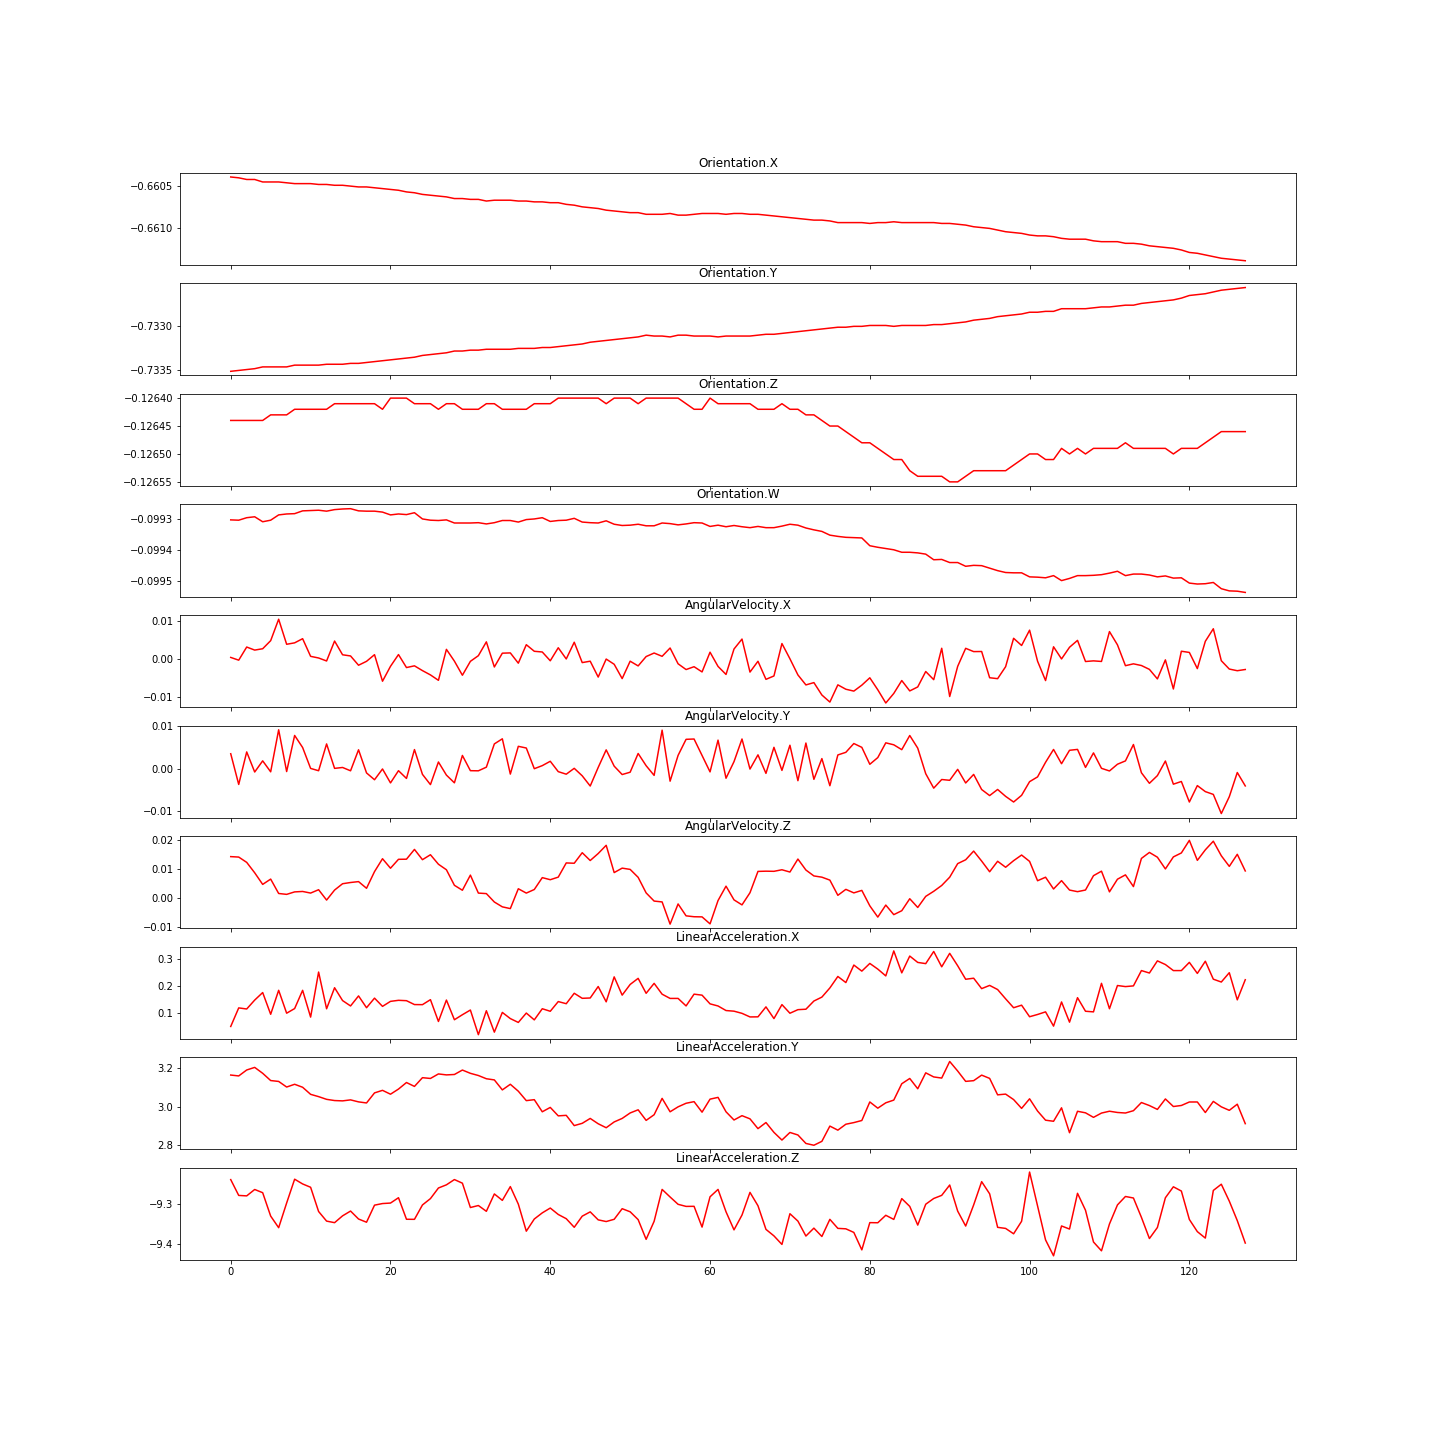 Orientation.X
−0.6605
−0.6610
Orientation.Y
−0.7330
−0.7335
Orientation.Z
−0.12640
−0.12645
−0.12650
−0.12655
Orientation.W
−0.0993
−0.0994
−0.0995
AngularVelocity.X
0.01
0.00
−0.01
AngularVelocity.Y
0.01
0.00
−0.01
AngularVelocity.Z
0.02
0.01
0.00
−0.01
LinearAcceleration.X
0.3
0.2
0.1
LinearAcceleration.Y
3.2
3.0
2.8
LinearAcceleration.Z
−9.3
−9.4
0 20 40 60 80 100 120